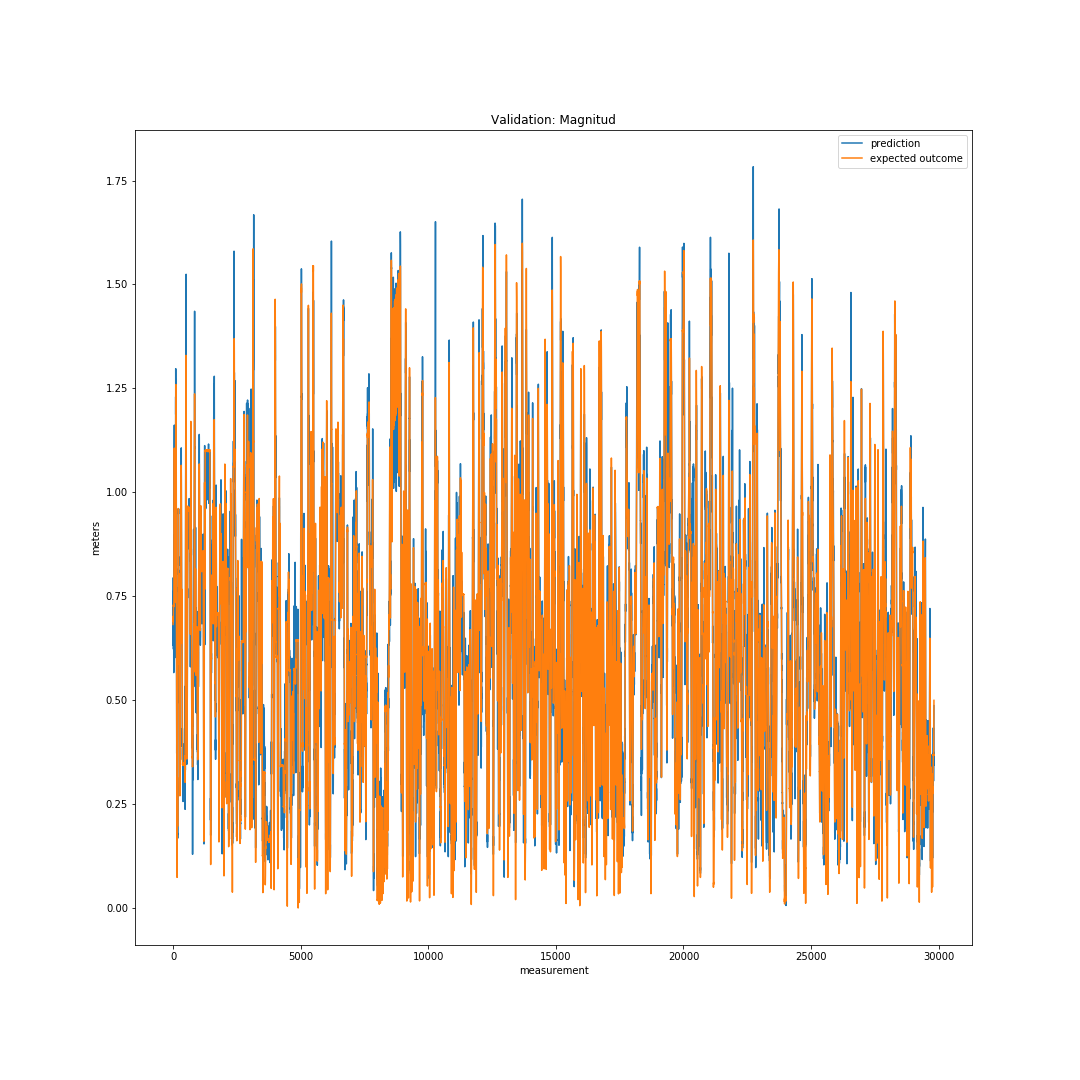 Validation: Magnitud
prediction
expected outcome
1.75
1.50
1.25
1.00
0.75
0.50
0.25
0.00
meters
0 5000 10000 15000 20000 25000 30000
measurement